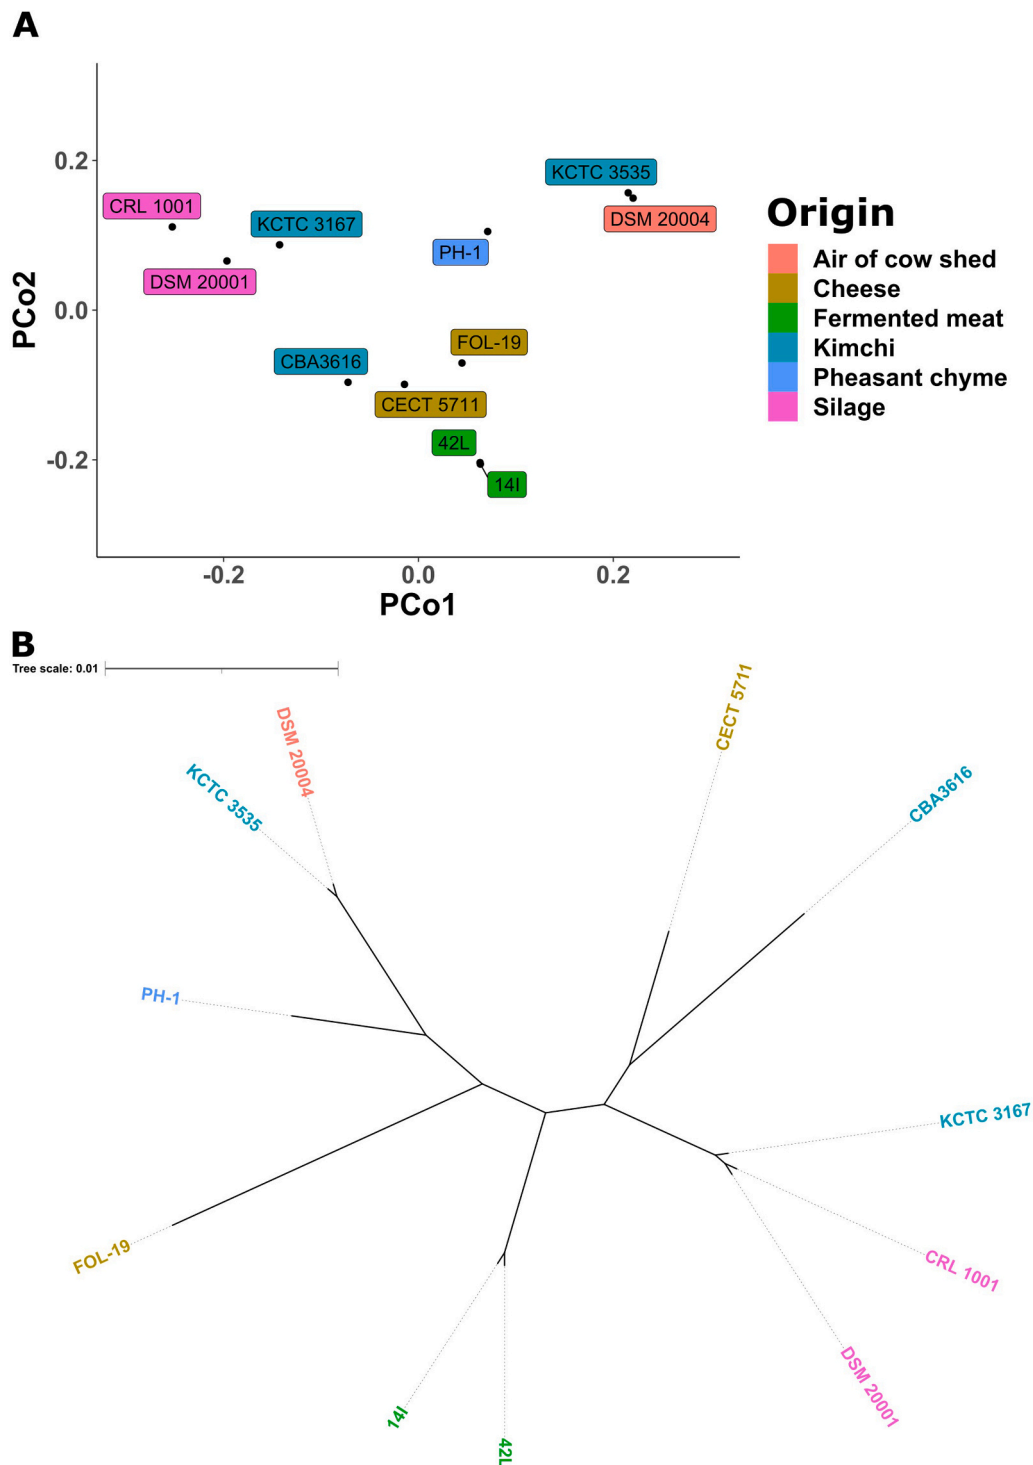 A
0.2
0.0
-0.2
PCo2
CRL 1001
KCTC 3167
DSM 20001
KCTC 3535
DSM 20004
PH-1
CBA3616
FOL-19
CECT 5711
42L
14I
-0.2
0.0
0.2
PCo1
Origin
Air of cow shed
Cheese
Fermented meat
Kimchi
Pheasant chyme
Silage
B
Tree scale: 0.01
CECT 5711
DSM 20004
KCTC 3535
CBA3616
PH-1
KCTC 3167
FOL-19
CRL 1001
DSM 20001
14I
42L